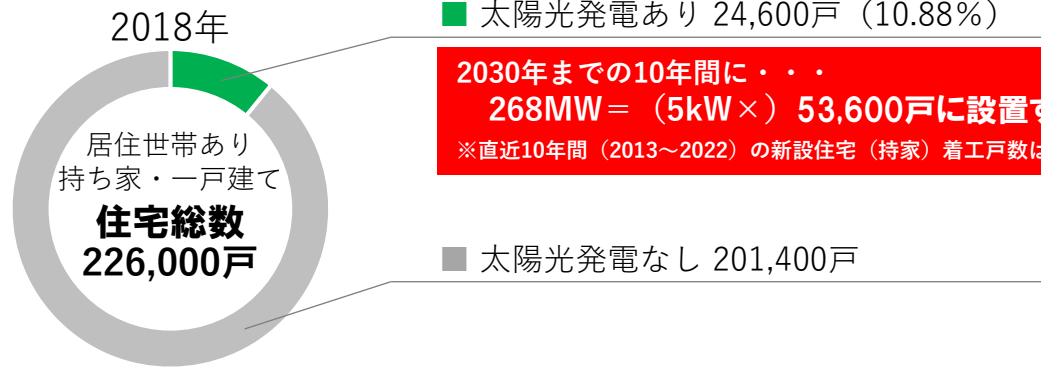 2018年
居住世帯あり
持ち家・一戸建て
住宅総数
226,000戸
■ 太陽光発電あり 24,600戸（10.88％）
2030年までの10年間に・・・
268MW＝（5kW×）53,600戸に設置
※直近10年間（2013～2022）の新設住宅（持家）着工戸数は
■ 太陽光発電なし 201,400戸